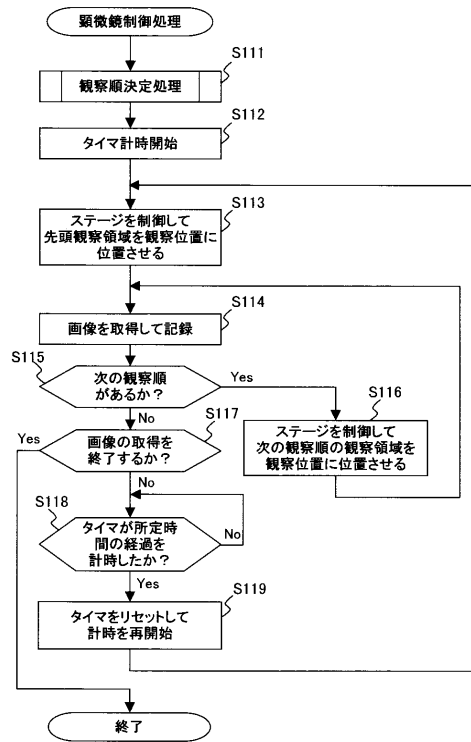 顕微鏡制御処理
S111
観察順決定処理
S112
タイマ計時開始
S113
ステージを制御して
先頭観察領域を観察位置に
位置させる
S114
画像を取得して記録
S115
次の観察順
があるか？
Yes
No
S116
ステージを制御して
次の観察順の観察領域を
観察位置に位置させる
S117
画像の取得を
終了するか？
Yes
No
S118
タイマが所定時
間の経過を
計時したか？
No
Yes
S119
タイマをリセットして
計時を再開始
終了